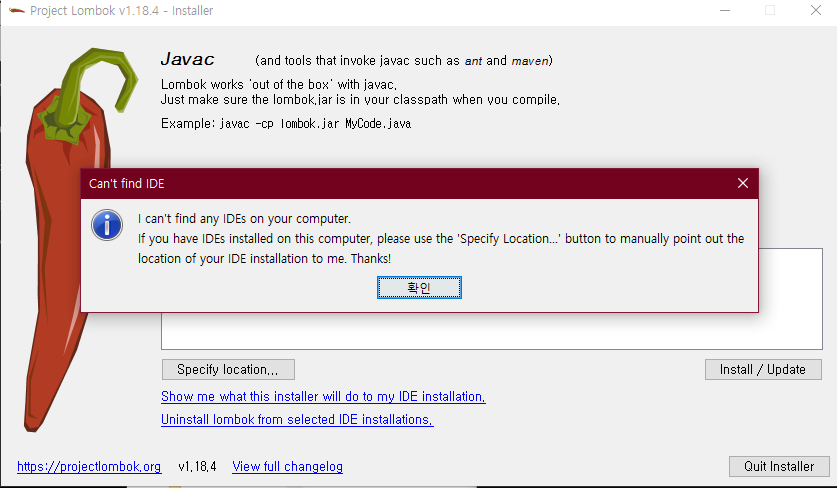 Project Lombok v1.18.4 - Installer
Javac (and tools that invoke javac such as ant and maven)
Lombok works 'out of the box' with javac.
Just make sure the lombok.jar is in your classpath when you compile.
Example: javac -cp lombok.jar MyCode.java
Can't find IDE
I can't find any IDEs on your computer.
If you have IDEs installed on this computer, please use the 'Specify Location...' button to manually point out the
location of your IDE installation to me. Thanks!
확인
Specify location... Install / Update
Show me what this installer will do to my IDE installation.
Uninstall lombok from selected IDE installations.
https://projectlombok.org v1.18.4 View full changelog Quit Installer